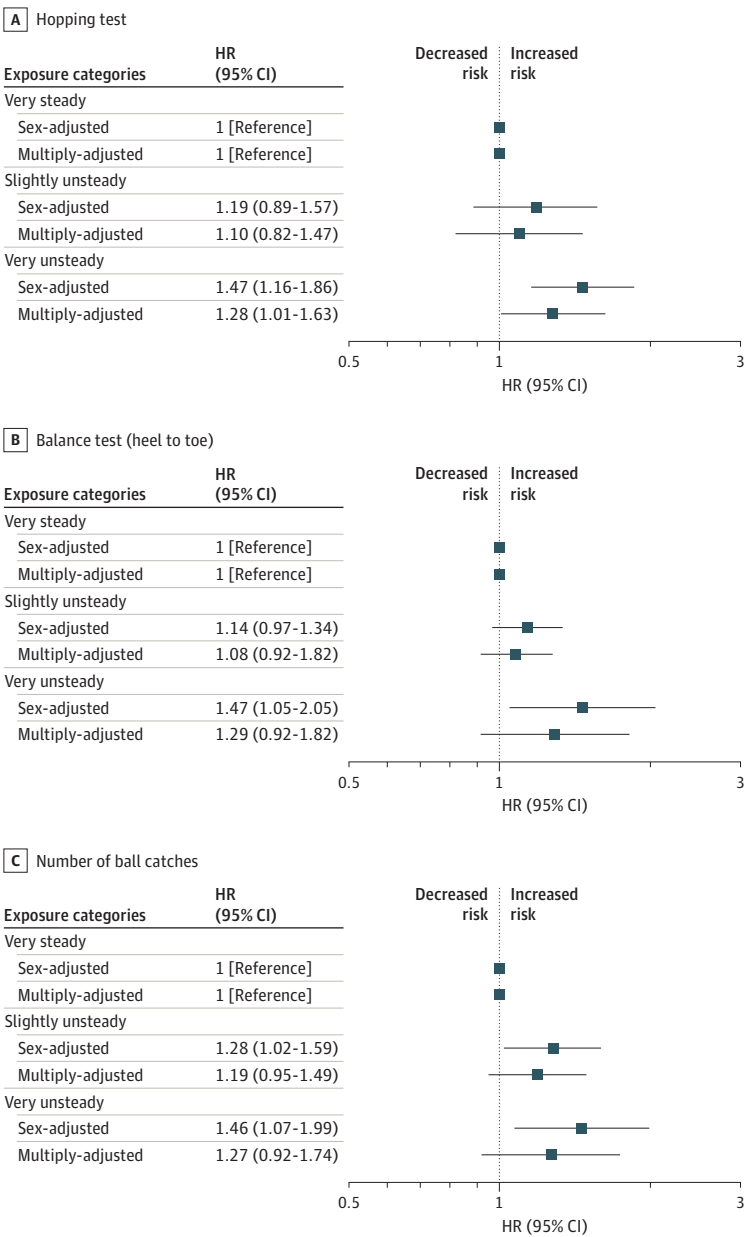 A Hopping test
Exposure categories HR (95% CI) Decreased risk Increased risk
Very steady
Sex-adjusted 1 [Reference]
Multiply-adjusted 1 [Reference]
Slightly unsteady
Sex-adjusted 1.19 (0.89-1.57)
Multiply-adjusted 1.10 (0.82-1.47)
Very unsteady
Sex-adjusted 1.47 (1.16-1.86)
Multiply-adjusted 1.28 (1.01-1.63)
0.5 1 3
HR (95% CI)
B Balance test (heel to toe)
Exposure categories HR (95% CI) Decreased risk Increased risk
Very steady
Sex-adjusted 1 [Reference]
Multiply-adjusted 1 [Reference]
Slightly unsteady
Sex-adjusted 1.14 (0.97-1.34)
Multiply-adjusted 1.08 (0.92-1.82)
Very unsteady
Sex-adjusted 1.47 (1.05-2.05)
Multiply-adjusted 1.29 (0.92-1.82)
0.5 1 3
HR (95% CI)
C Number of ball catches
Exposure categories HR (95% CI) Decreased risk Increased risk
Very steady
Sex-adjusted 1 [Reference]
Multiply-adjusted 1 [Reference]
Slightly unsteady
Sex-adjusted 1.28 (1.02-1.59)
Multiply-adjusted 1.19 (0.95-1.49)
Very unsteady
Sex-adjusted 1.46 (1.07-1.99)
Multiply-adjusted 1.27 (0.92-1.74)
0.5 1 3
HR (95% CI)